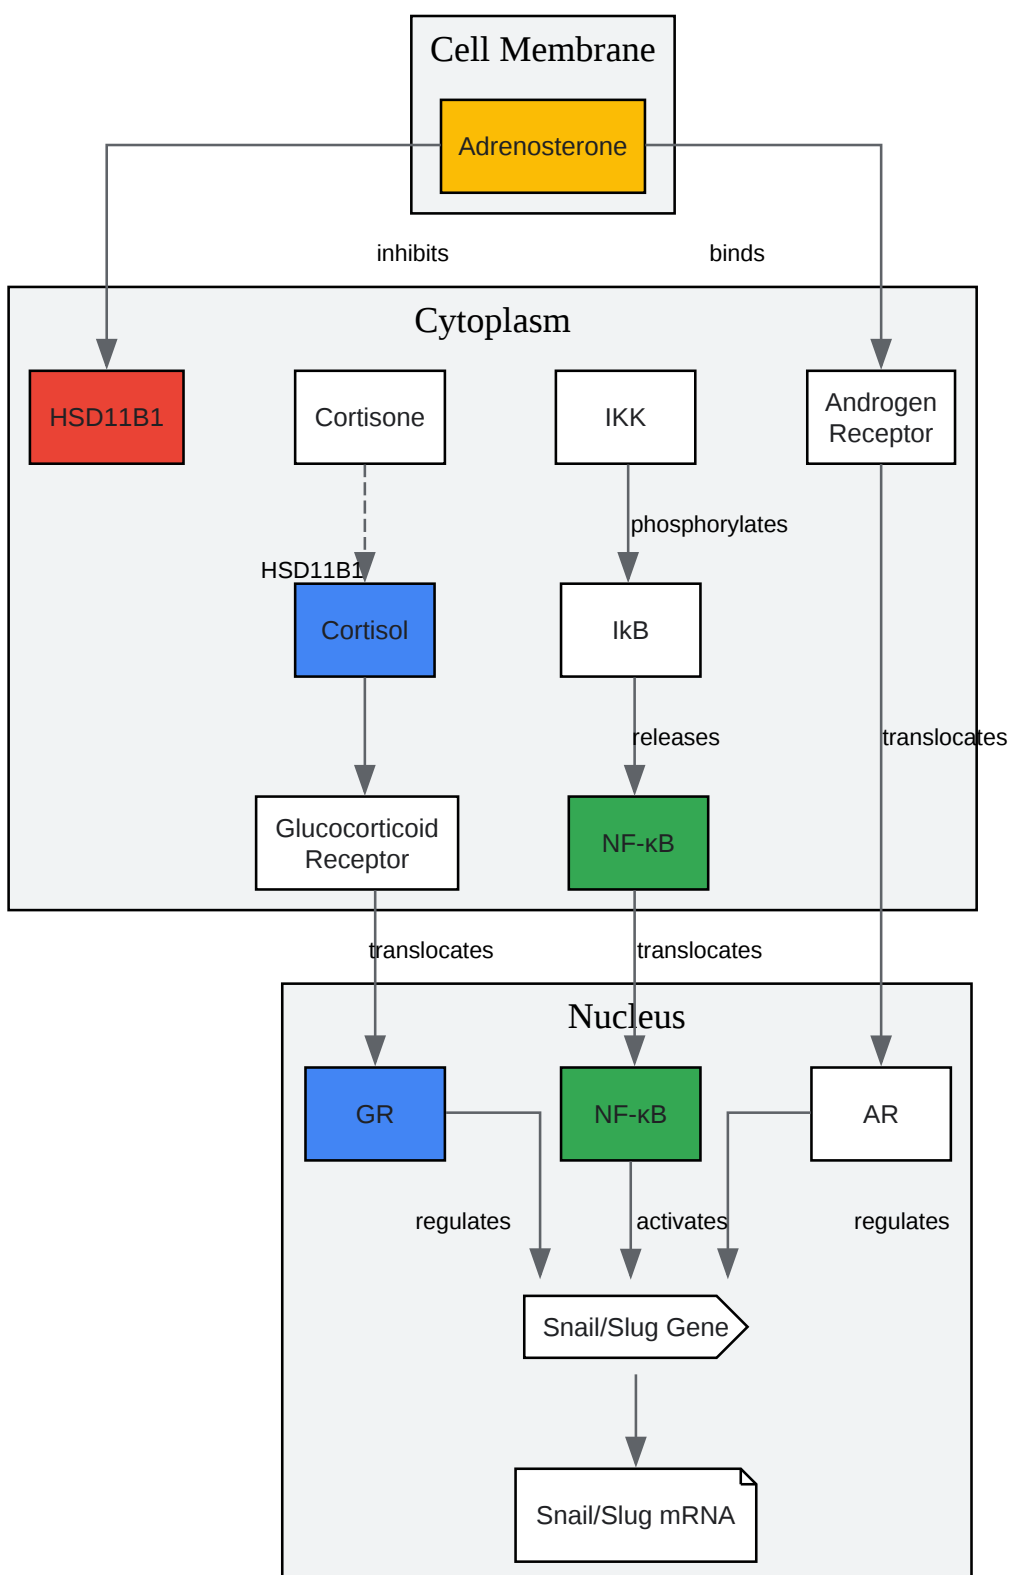 Cell Membrane
Adrenosterone
inhibits
binds
Cytoplasm
HSD11B1
Cortisone
IKK
Androgen
Receptor
phosphorylates
HSD11B1
Cortisol
IkB
releases
translocates
Glucocorticoid
Receptor
NF-κB
translocates
translocates
Nucleus
GR
NF-κB
AR
regulates
activates
regulates
Snail/Slug Gene
Snail/Slug mRNA